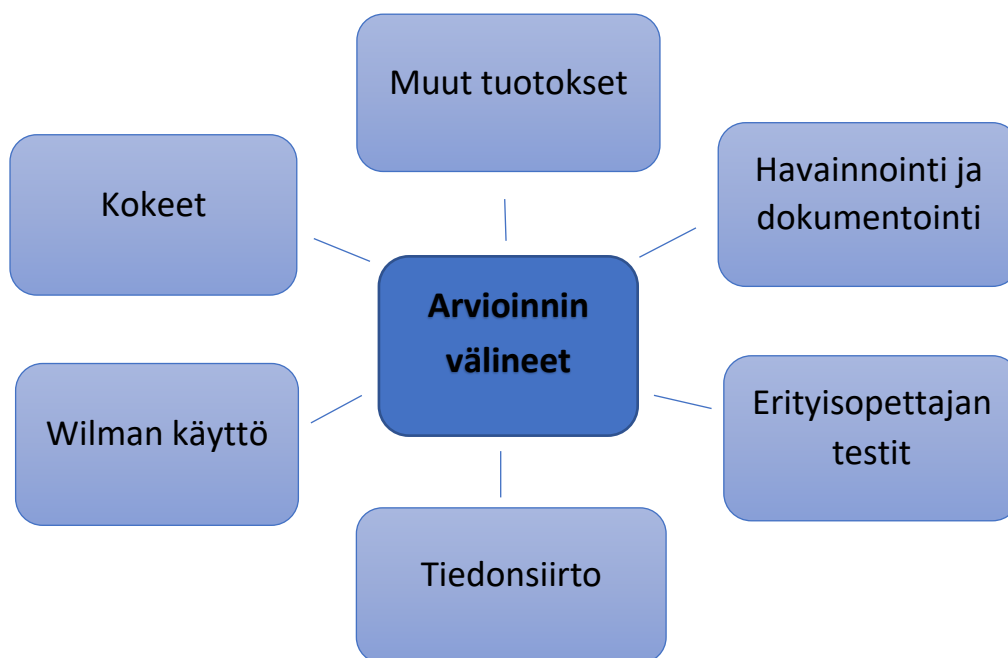 Muut tuotokset
Havainnointi ja
dokumentointi
Kokeet
Arvioinnin
välineet
Erityisopettajan
testit
Wilman käyttö
Tiedonsiirto